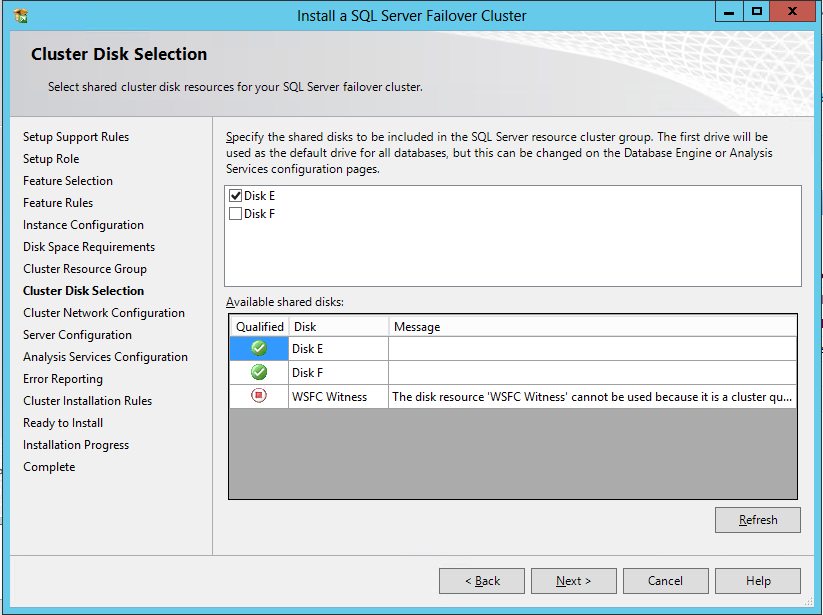 Install a SQL Server Failover Cluster
Cluster Disk Selection
Select shared cluster disk resources for your SQL Server failover cluster.
Setup Support Rules
Setup Role
Feature Selection
Feature Rules
Instance Configuration
Disk Space Requirements
Cluster Resource Group
Cluster Disk Selection
Cluster Network Configuration
Server Configuration
Analysis Services Configuration
Error Reporting
Cluster Installation Rules
Ready to Install
Installation Progress
Complete
Specify the shared disks to be included in the SQL Server resource cluster group. The first drive will be
used as the default drive for all databases, but this can be changed on the Database Engine or Analysis
Services configuration pages.
Disk E
Disk F
Available shared disks:
Qualified Disk Message
Disk E
Disk F
WSFC Witness The disk resource 'WSFC Witness' cannot be used because it is a cluster qu...
Refresh
< Back Next > Cancel Help